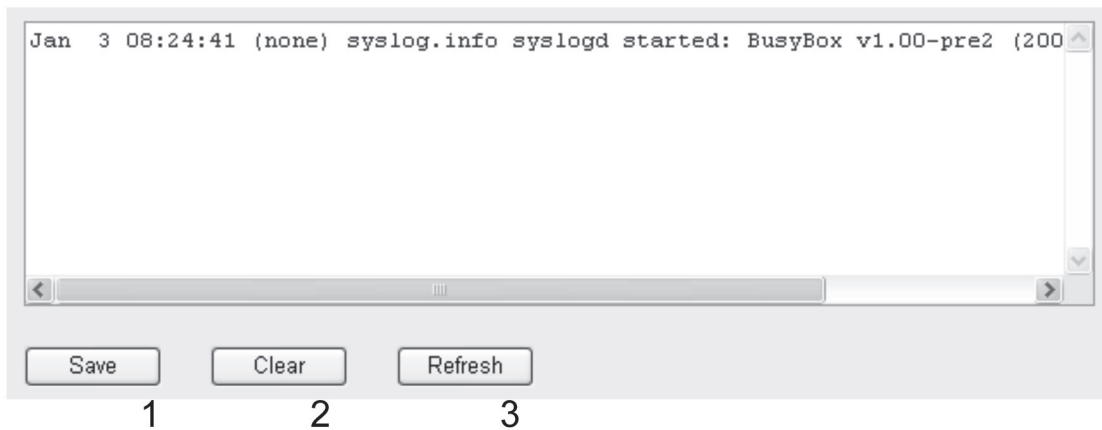 Jan  3 08:24:41 (none) syslog.info syslogd started: BusyBox v1.00-pre2 (200
Save Clear Refresh
1 2 3